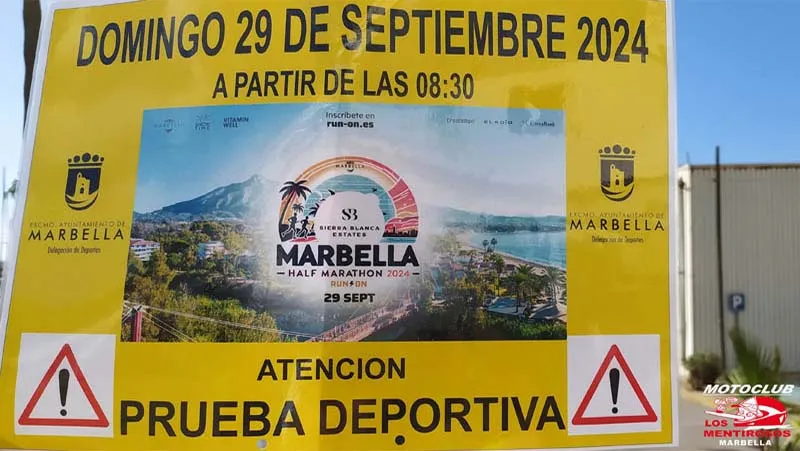 DOMINGO 29 DE SEPTIEMBRE 2024
A PARTIR DE LAS 08:30
Inscríbete en
run-on.es
MARBELLA
VITAMIN
WELL
MARBELLA
SB
SIERRA BLANCA
ESTATES
MARBELLA
HALF MARATHON 2024
RUN ON
29 SEPT
EXCMO. AYUNTAMIENTO DE
MARBELLA
Delegación de Deportes
EXCMO. AYUNTAMIENTO DE
MARBELLA
Delegación de Deportes
ATENCION
PRUEBA DEPORTIVA
!
!
P
MOTOCLUB
LOS
MENTIROSOS
MARBELLA